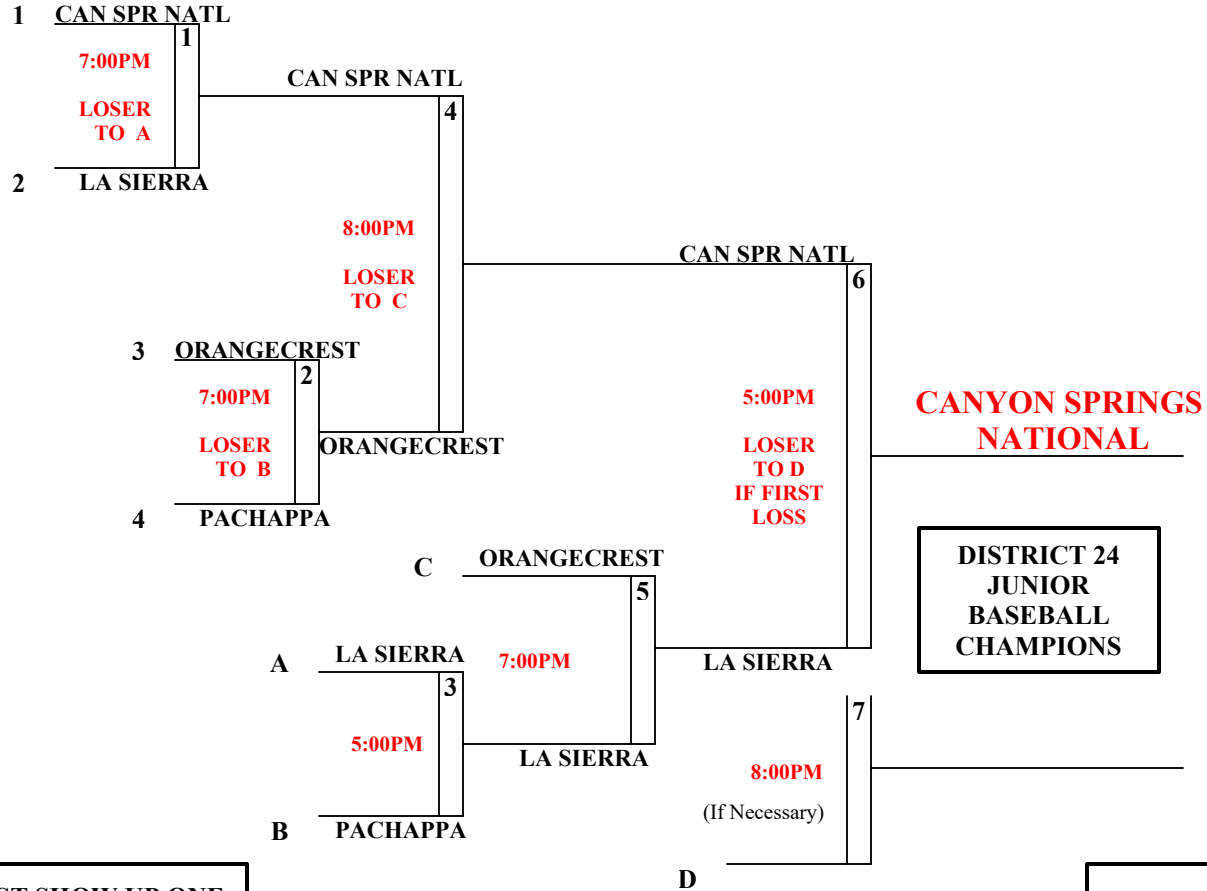 1 CAN SPR NATL
1
7:00PM
LOSER
TO A
2 LA SIERRA
CAN SPR NATL
4
8:00PM
LOSER
TO C
3 ORANGECREST
2
7:00PM
LOSER
TO B
ORANGECREST
4 PACHAPPA
CAN SPR NATL
6
5:00PM
LOSER
TO D
IF FIRST
LOSS
CANYON SPRINGS
NATIONAL
DISTRICT 24
JUNIOR
BASEBALL
CHAMPIONS
C ORANGECREST
5
7:00PM
A LA SIERRA
3
5:00PM
LA SIERRA
B PACHAPPA
LA SIERRA
7
8:00PM
(If Necessary)
D
SHOW UP ONE